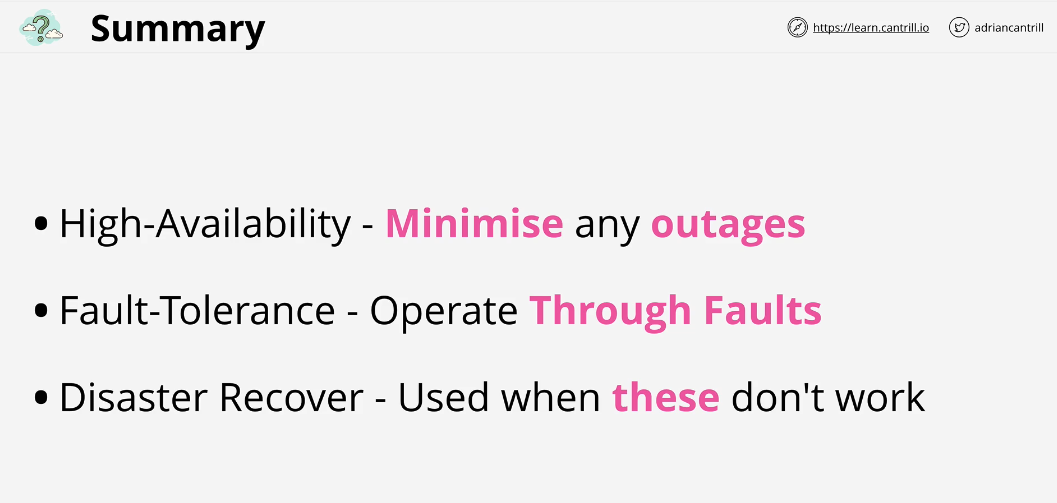 Summary
https://learn.cantrill.io
adriancantrill
• High-Availability - Minimise any outages
• Fault-Tolerance - Operate Through Faults
• Disaster Recover - Used when these don't work